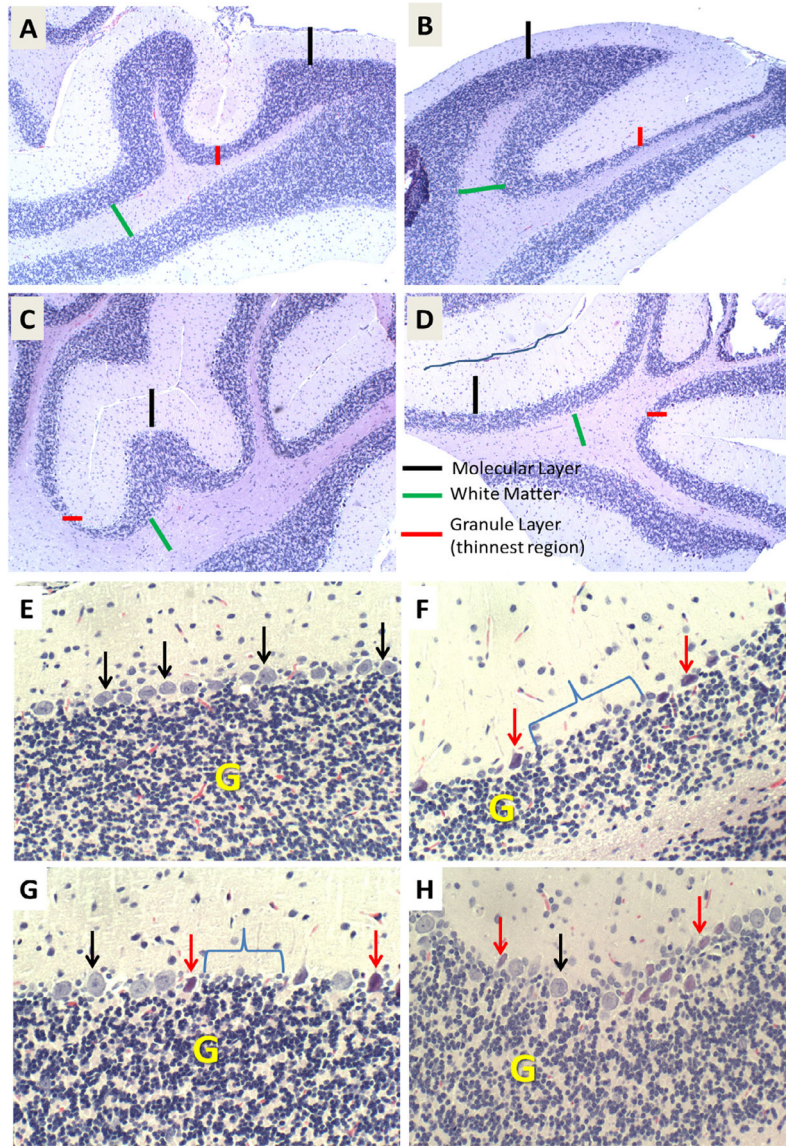 A
B
C
D
Molecular Layer
White Matter
Granule Layer
(thinnest region)
E
F
G
G
G
H
G
G